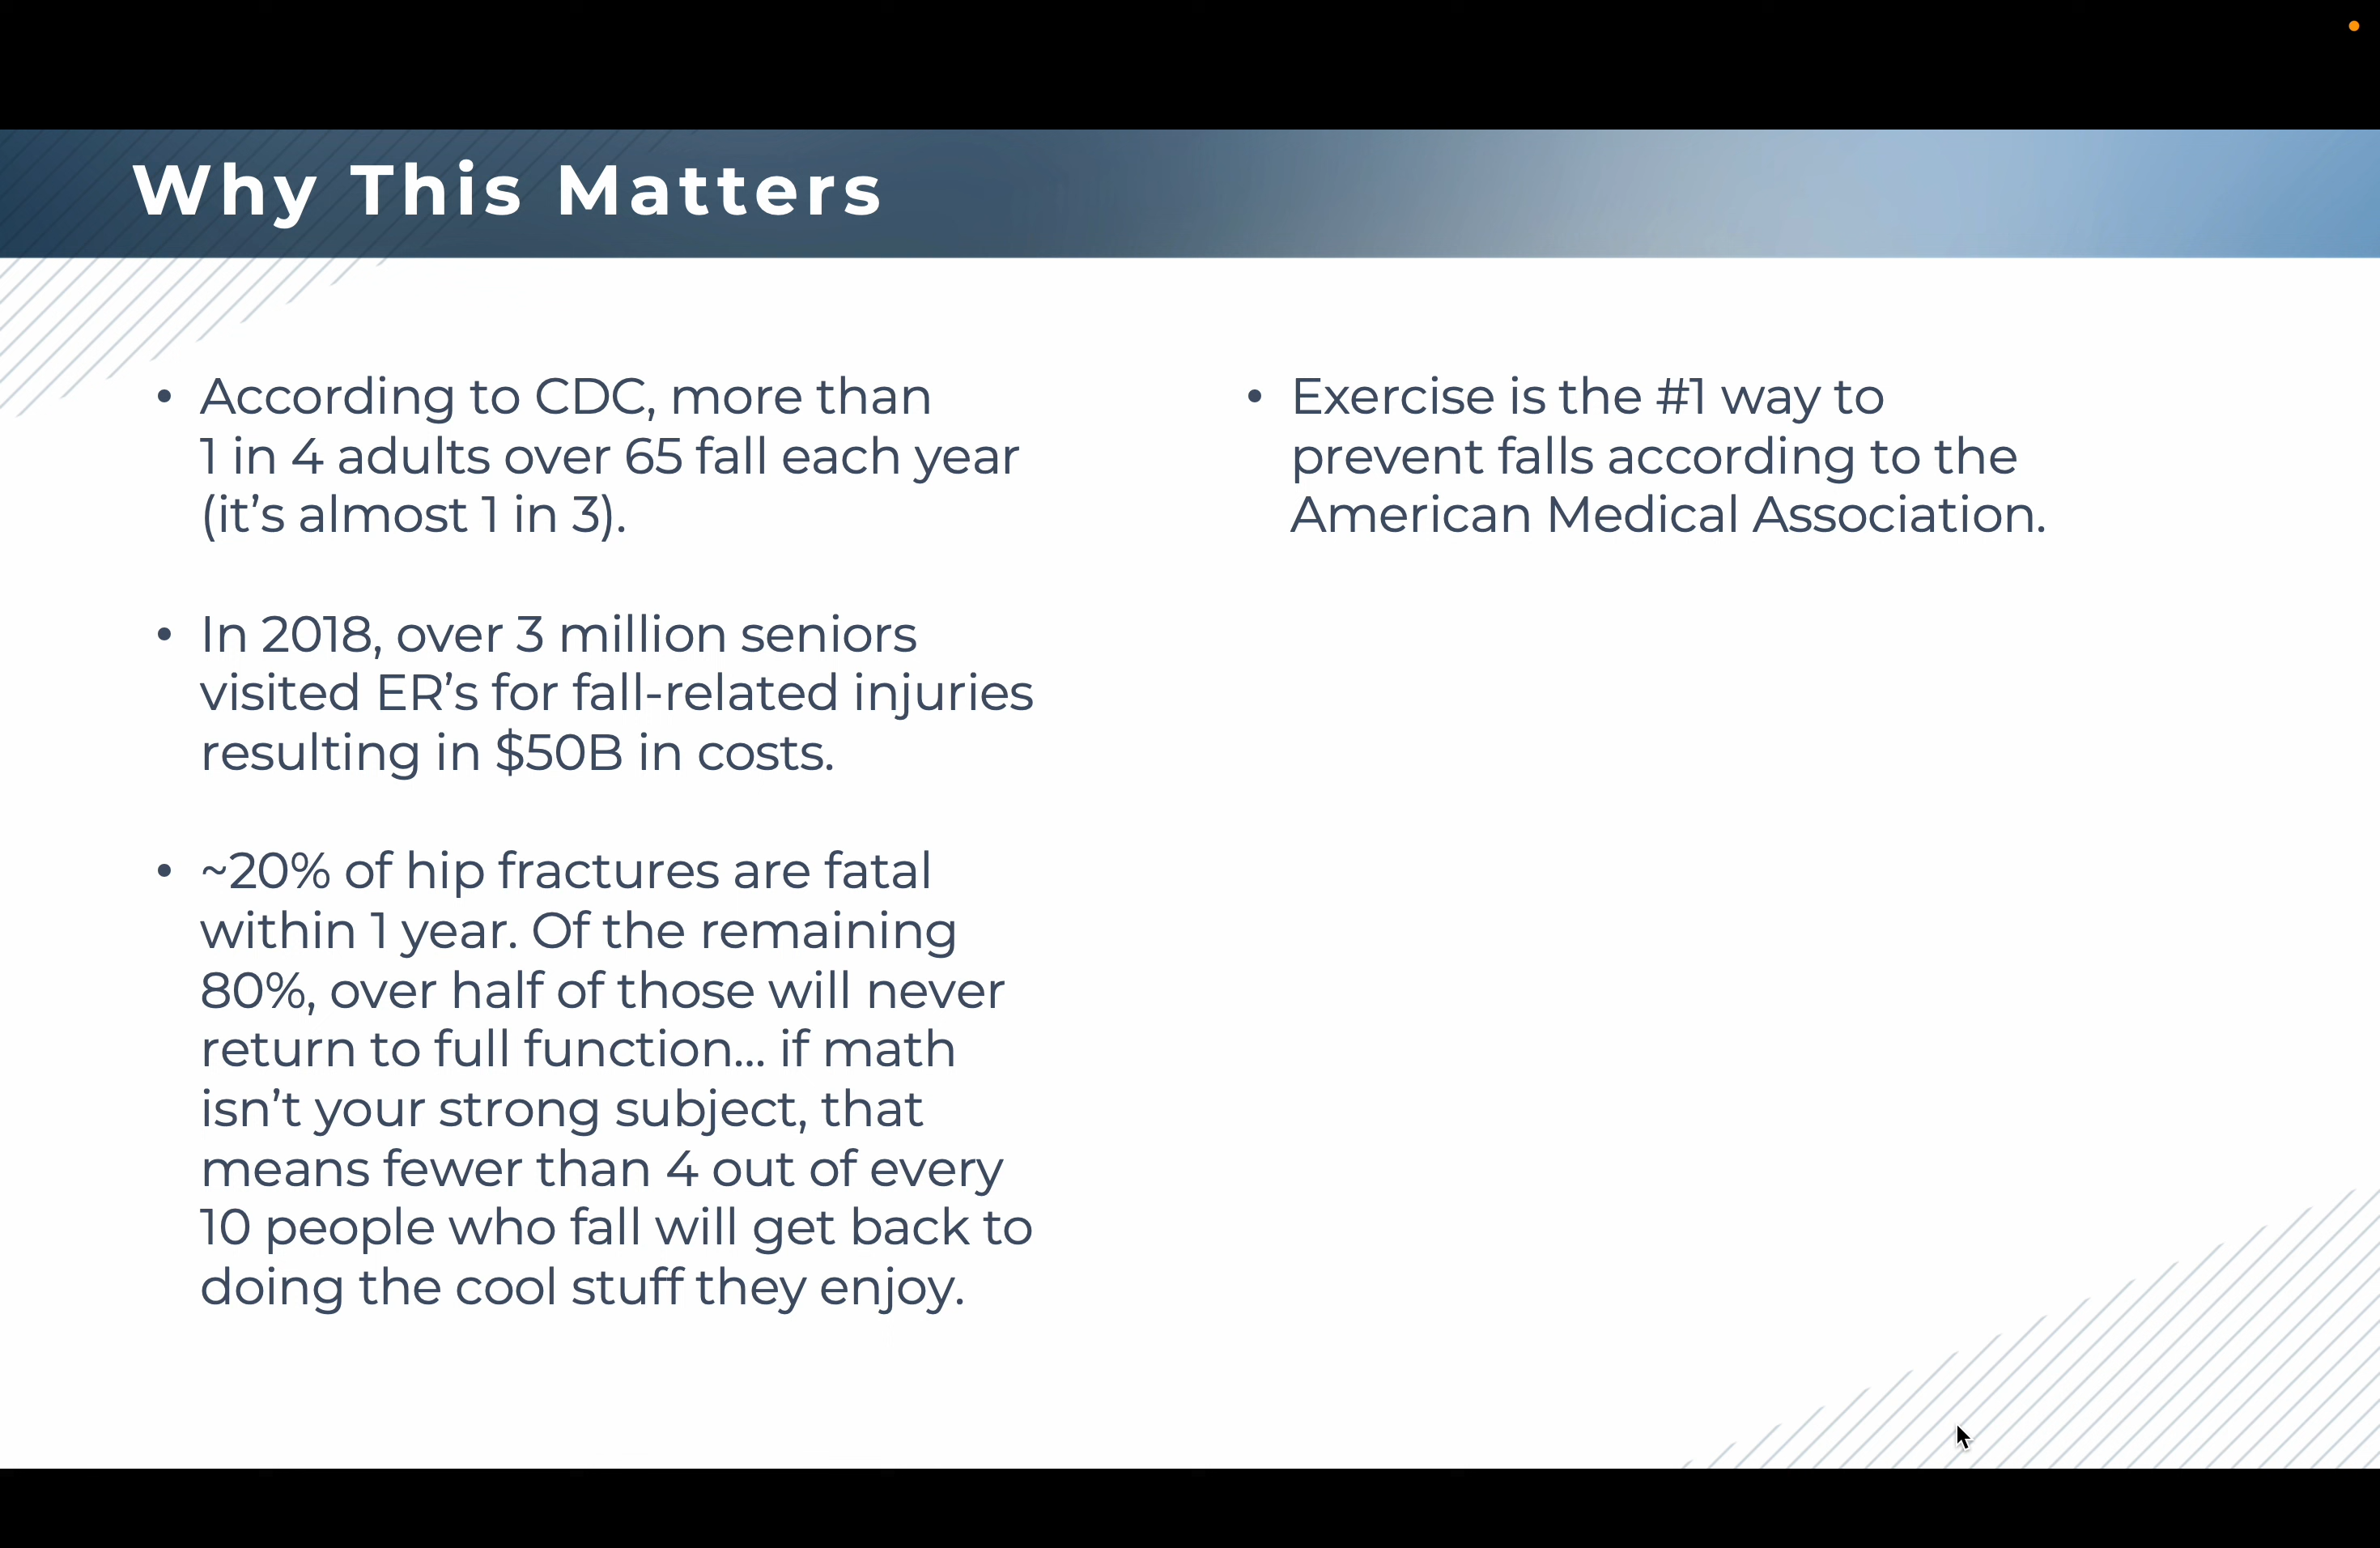 Why This Matters
• According to CDC, more than
1 in 4 adults over 65 fall each year
(it’s almost 1 in 3).
• In 2018, over 3 million seniors
visited ER’s for fall-related injuries
resulting in $50B in costs.
• ~20% of hip fractures are fatal
within 1 year. Of the remaining
80%, over half of those will never
return to full function... if math
isn’t your strong subject, that
means fewer than 4 out of every
10 people who fall will get back to
doing the cool stuff they enjoy.
• Exercise is the #1 way to
prevent falls according to the
American Medical Association.